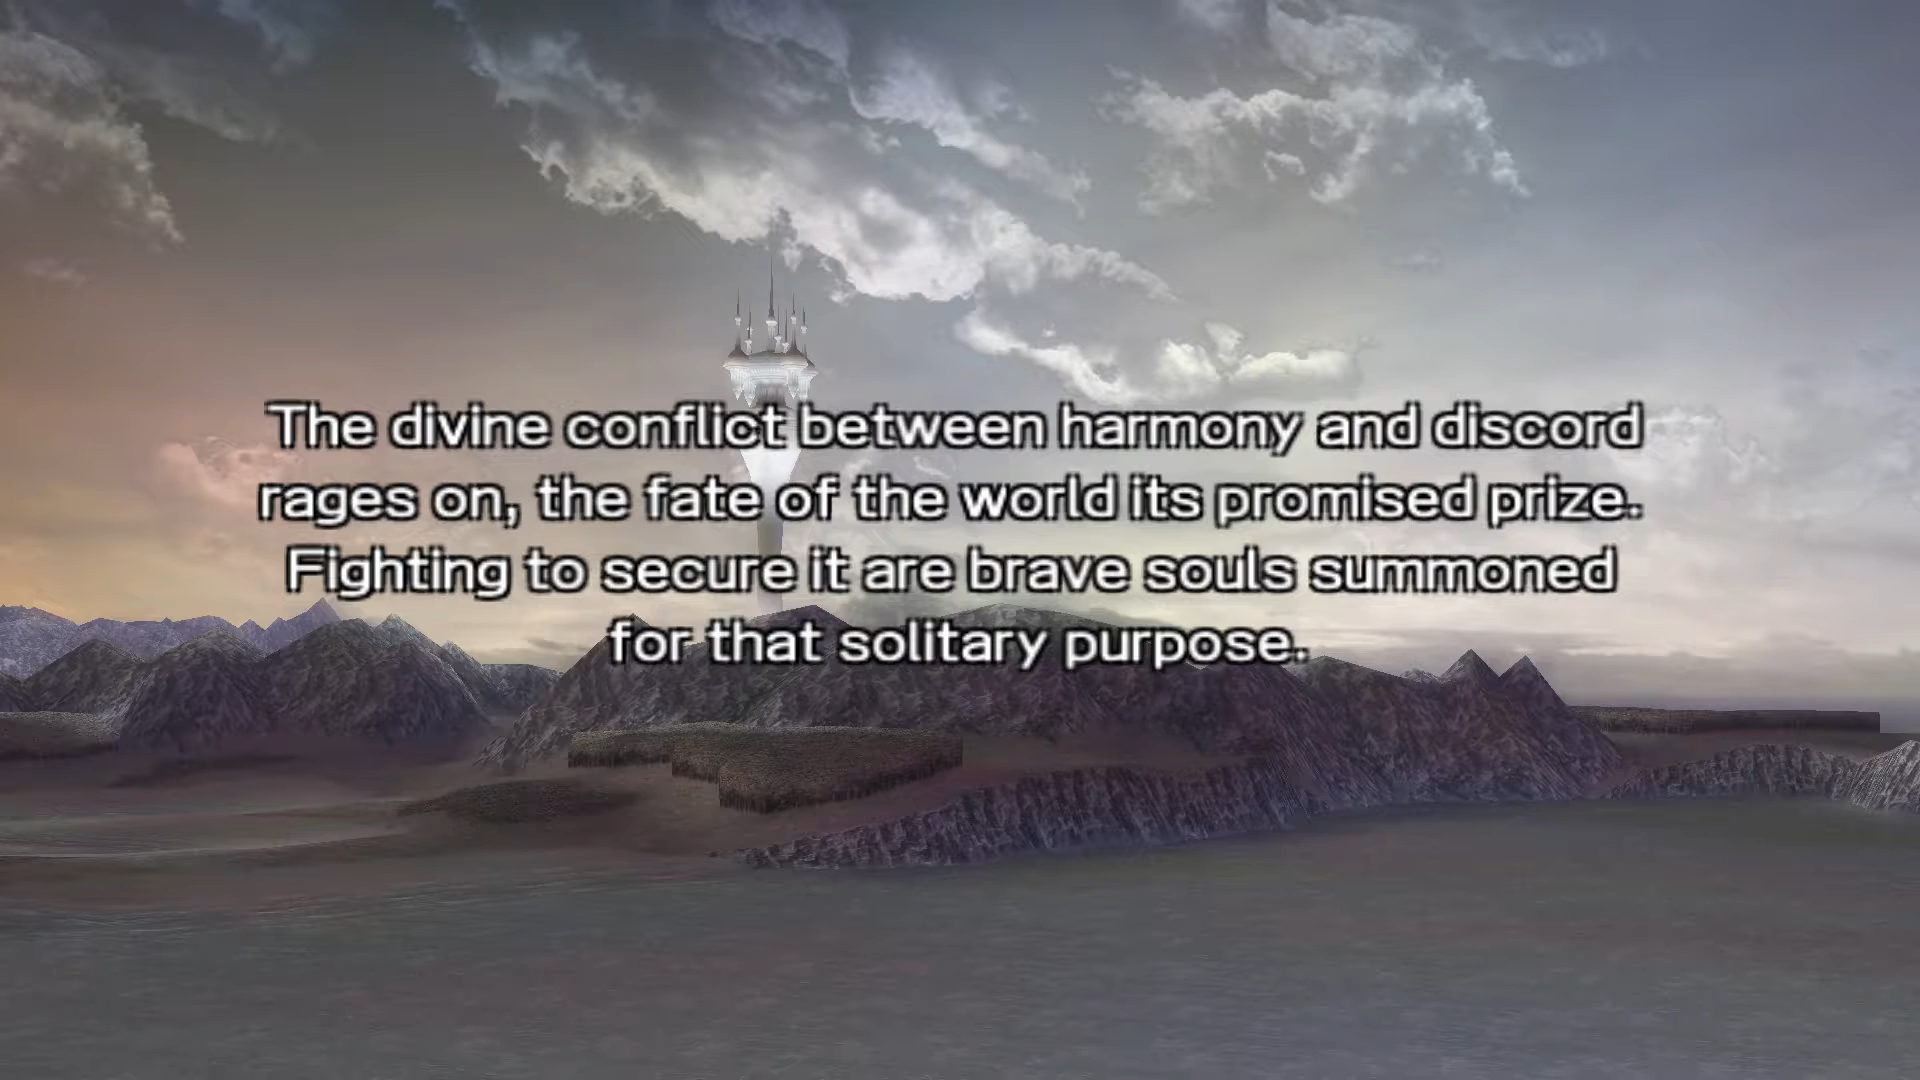 The divine conflict between harmony and discord
rages on, the fate of the world its promised prize.
Fighting to secure it are brave souls summoned
for that solitary purpose.